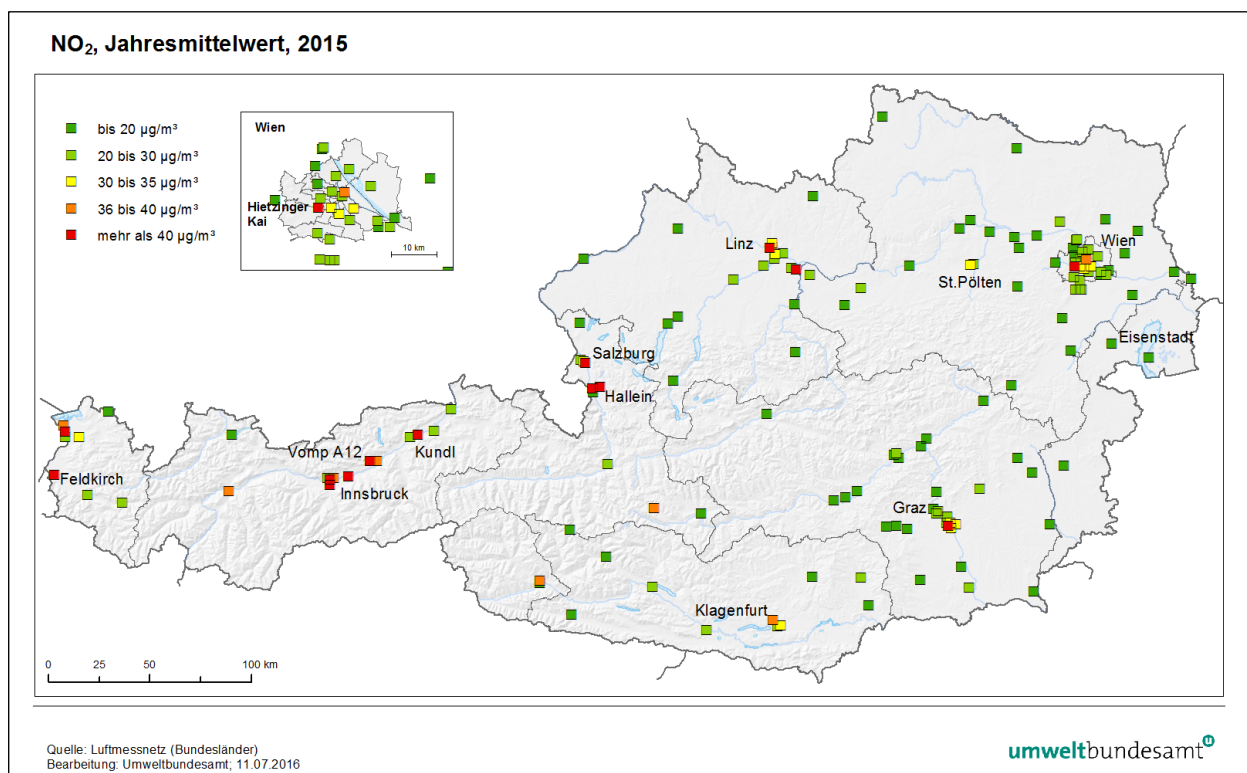 NO₂, Jahresmittelwert, 2015
bis 20 µg/m³
20 bis 30 µg/m³
30 bis 35 µg/m³
36 bis 40 µg/m³
mehr als 40 µg/m³
Wien
Hietzinger
Kai
10 km
Linz
Wien
St.Pölten
Eisenstadt
Salzburg
Hallein
Vomp A12
Kundl
Feldkirch
Innsbruck
Graz
Klagenfurt
0 25 50 100 km
Quelle: Luftmessnetz (Bundesländer)
Bearbeitung: Umweltbundesamt; 11.07.2016
umweltbundesamt u